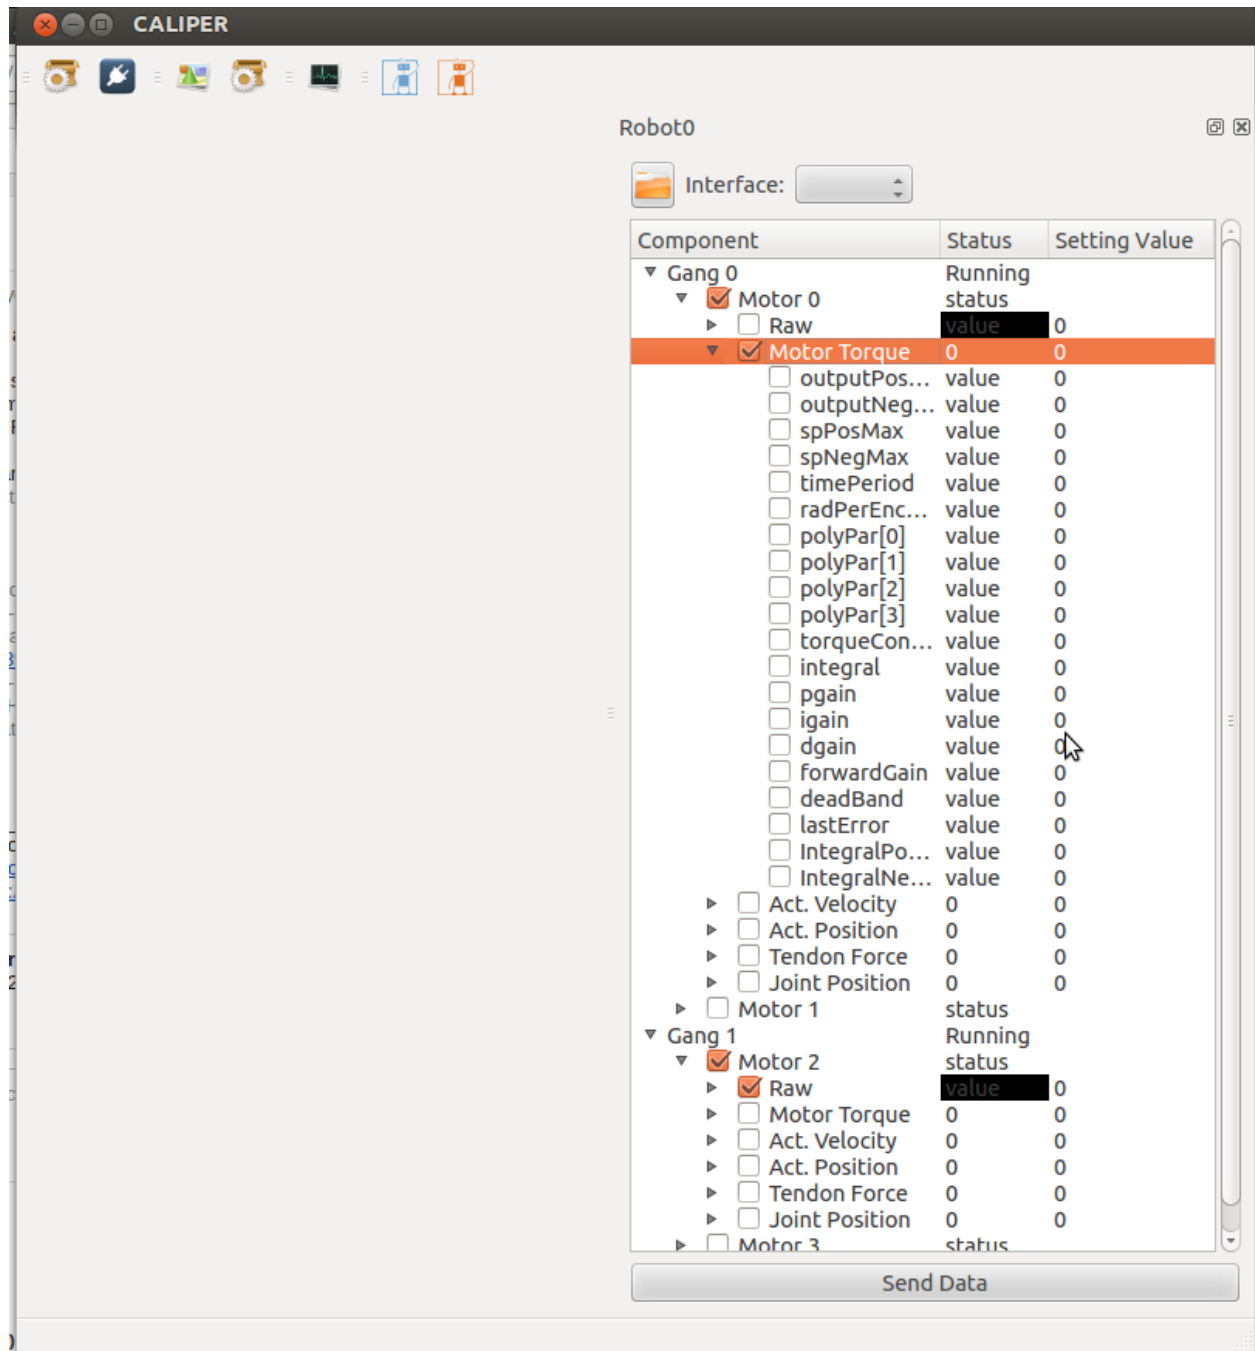 CALIPER
Robot0
Interface:
Component Status Setting Value
Gang 0 Running
Motor 0 status
Raw value 0
Motor Torque 0 0
outputPos... value 0
outputNeg... value 0
spPosMax value 0
spNegMax value 0
timePeriod value 0
radPerEnc... value 0
polyPar[0] value 0
polyPar[1] value 0
polyPar[2] value 0
polyPar[3] value 0
torqueCon... value 0
integral value 0
pgain value 0
igain value 0
dgain value 0
forwardGain value 0
deadBand value 0
lastError value 0
IntegralPo... value 0
IntegralNe... value 0
Act. Velocity 0 0
Act. Position 0 0
Tendon Force 0 0
Joint Position 0 0
Motor 1 status
Gang 1 Running
Motor 2 status
Raw value 0
Motor Torque 0 0
Act. Velocity 0 0
Act. Position 0 0
Tendon Force 0 0
Joint Position 0 0
Motor 3 status
Send Data